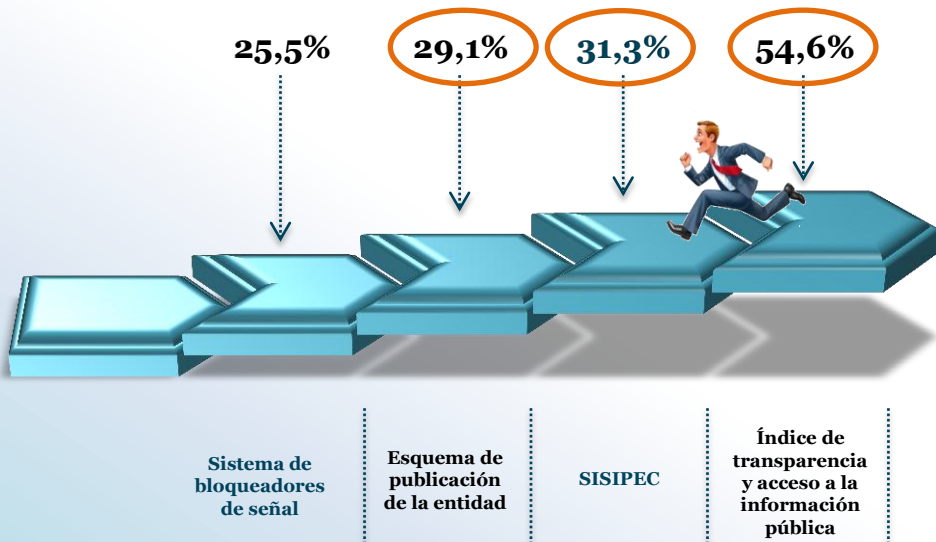 25,5%
29,1%
31,3%
54,6%
Sistema de
bloqueadores
de señal
Esquema de
publicación
de la entidad
SISIPEC
Índice de
transparencia
y acceso a la
información
pública